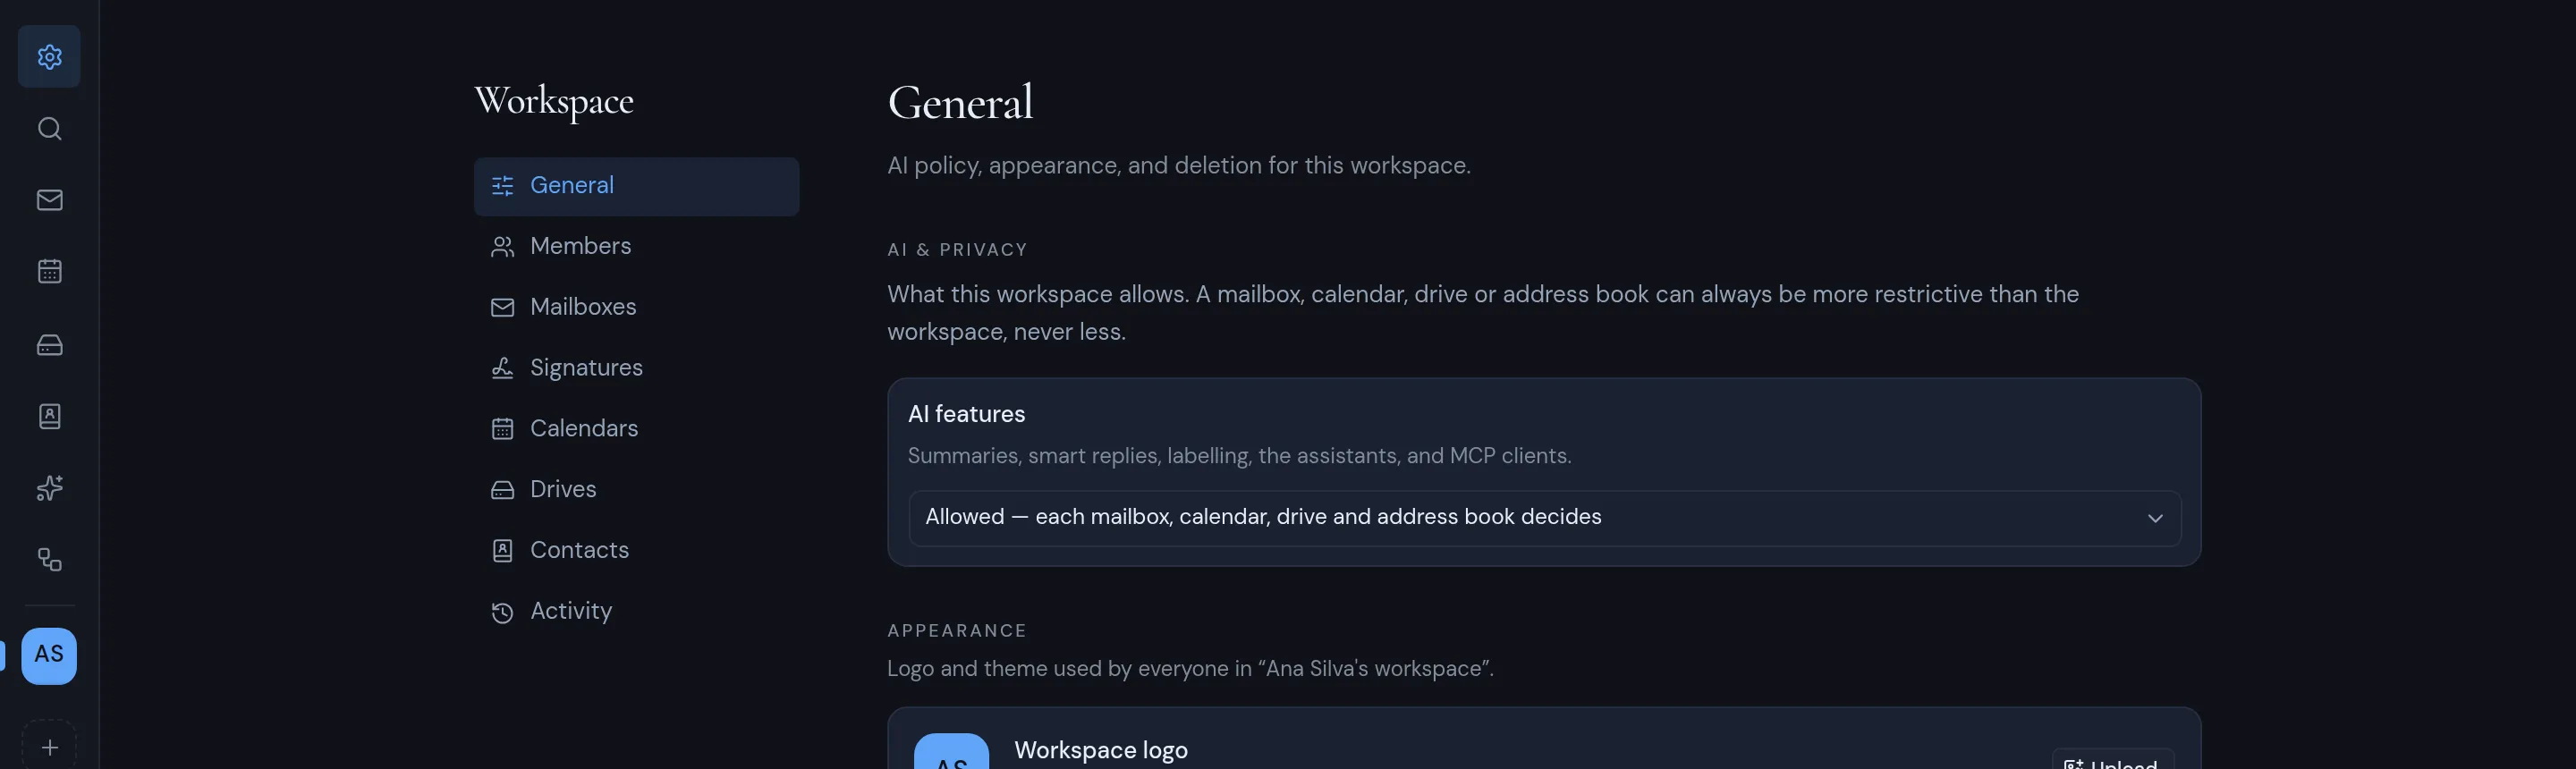 Workspace
General
Members
Mailboxes
Signatures
Calendars
Drives
Contacts
Activity
AS
General
AI policy, appearance, and deletion for this workspace.
AI & PRIVACY
What this workspace allows. A mailbox, calendar, drive or address book can always be more restrictive than the
workspace, never less.
AI features
Summaries, smart replies, labelling, the assistants, and MCP clients.
Allowed — each mailbox, calendar, drive and address book decides
APPEARANCE
Logo and theme used by everyone in “Ana Silva's workspace”.
AS
Workspace logo
Upload